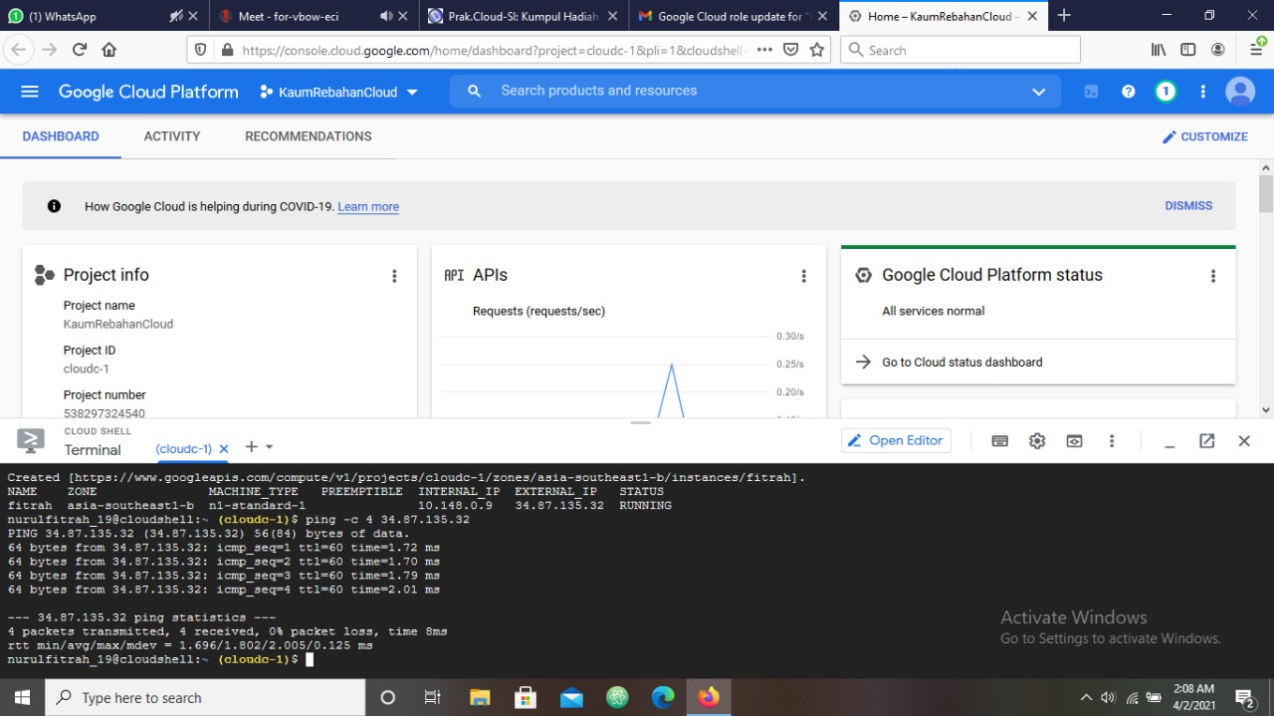 (1) WhatsApp
Meet - for-vbow-eci
Prak.Cloud-SI: Kumpul Hadiah
Google Cloud role update for "
Home – KaumRebahanCloud –
https://console.cloud.google.com/home/dashboard?project=cloudc-1&pli=1&cloudshell=
Search
Google Cloud Platform
KaumRebahanCloud
Search products and resources
1
DASHBOARD
ACTIVITY
RECOMMENDATIONS
CUSTOMIZE
How Google Cloud is helping during COVID-19. Learn more
DISMISS
Project info
Project name
KaumRebahanCloud
Project ID
cloudc-1
Project number
538297324540
API APIs
Requests (requests/sec)
0.30/s
0.25/s
0.20/s
Google Cloud Platform status
All services normal
Go to Cloud status dashboard
CLOUD SHELL
Terminal
(cloudc-1)
Open Editor
Created [https://www.googleapis.com/compute/v1/projects/cloudc-1/zones/asia-southeast1-b/instances/fitrah].
NAME ZONE MACHINE_TYPE PREEMPTIBLE INTERNAL_IP EXTERNAL_IP STATUS
fitrah asia-southeast1-b n1-standard-1 10.148.0.9 34.87.135.32 RUNNING
nurulfitrah_19@cloudshell:~ (cloudc-1)$ ping -c 4 34.87.135.32
PING 34.87.135.32 (34.87.135.32) 56(84) bytes of data.
64 bytes from 34.87.135.32: icmp_seq=1 ttl=60 time=1.72 ms
64 bytes from 34.87.135.32: icmp_seq=2 ttl=60 time=1.70 ms
64 bytes from 34.87.135.32: icmp_seq=3 ttl=60 time=1.79 ms
64 bytes from 34.87.135.32: icmp_seq=4 ttl=60 time=2.01 ms
--- 34.87.135.32 ping statistics ---
4 packets transmitted, 4 received, 0% packet loss, time 8ms
rtt min/avg/max/mdev = 1.696/1.802/2.005/0.125 ms
nurulfitrah_19@cloudshell:~ (cloudc-1)$
Activate Windows
Go to Settings to activate Windows.
Type here to search
2:08 AM
4/2/2021
2